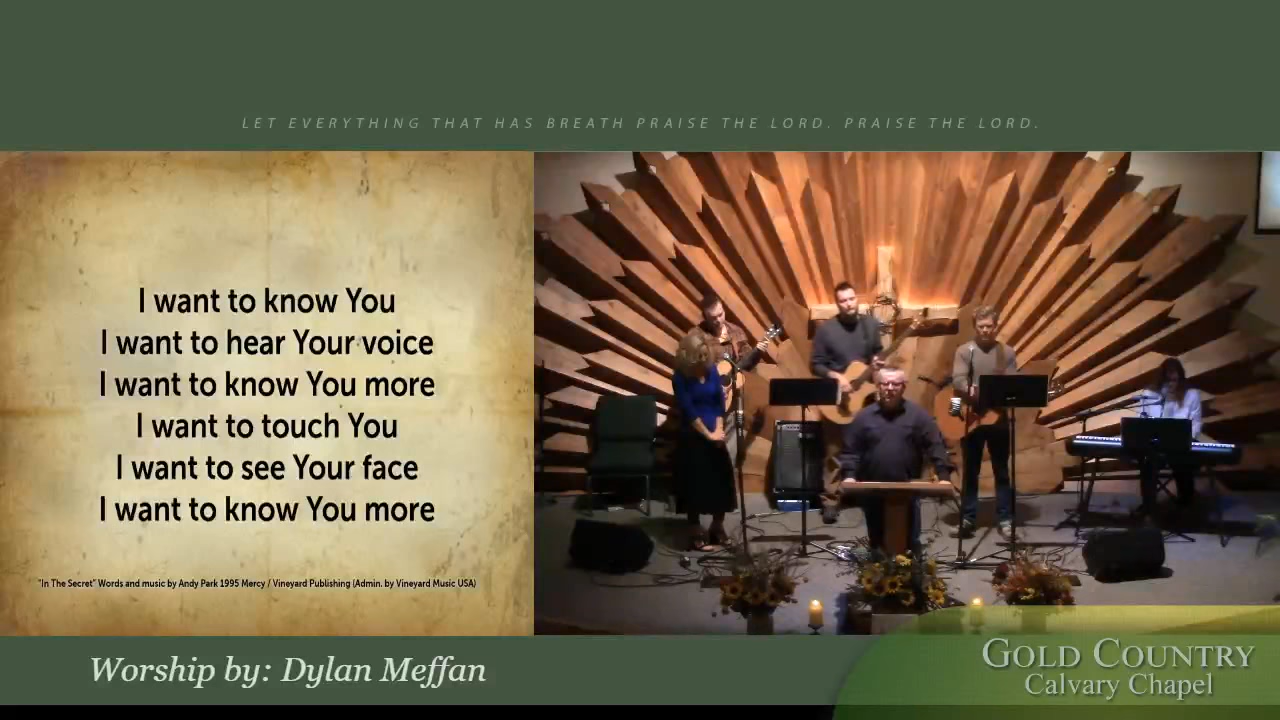 LET EVERYTHING THAT HAS BREATH PRAISE THE LORD. PRAISE THE LORD.
I want to know You
I want to hear Your voice
I want to know You more
I want to touch You
I want to see Your face
I want to know You more
"In The Secret" Words and music by Andy Park 1995 Mercy / Vineyard Publishing (Admin. by Vineyard Music USA)
Worship by: Dylan Meffan
GOLD COUNTRY
Calvary Chapel